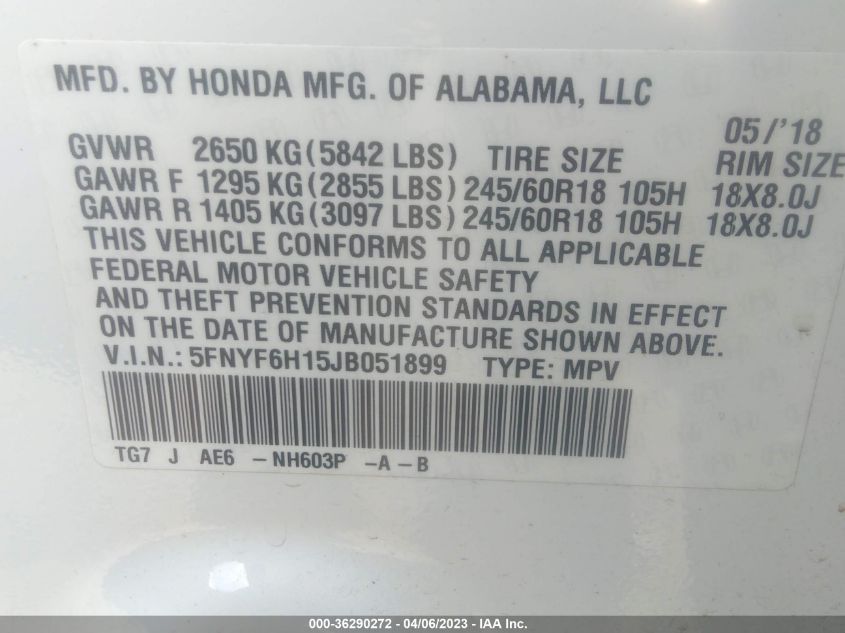 MFD. BY HONDA MFG. OF ALABAMA, LLC
05/'18
GVWR 2650 KG(5842 LBS) TIRE SIZE RIM SIZE
GAWR F 1295 KG(2855 LBS) 245/60R18 105H 18X8.0J
GAWR R 1405 KG(3097 LBS) 245/60R18 105H 18X8.0J
THIS VEHICLE CONFORMS TO ALL APPLICABLE
FEDERAL MOTOR VEHICLE SAFETY
AND THEFT PREVENTION STANDARDS IN EFFECT
ON THE DATE OF MANUFACTURE SHOWN ABOVE.
V.I.N.: 5FNYF6H15JB051899 TYPE: MPV
TG7 J AE6 -NH603P -A-B
000-36290272 - 04/06/2023 - IAA Inc.